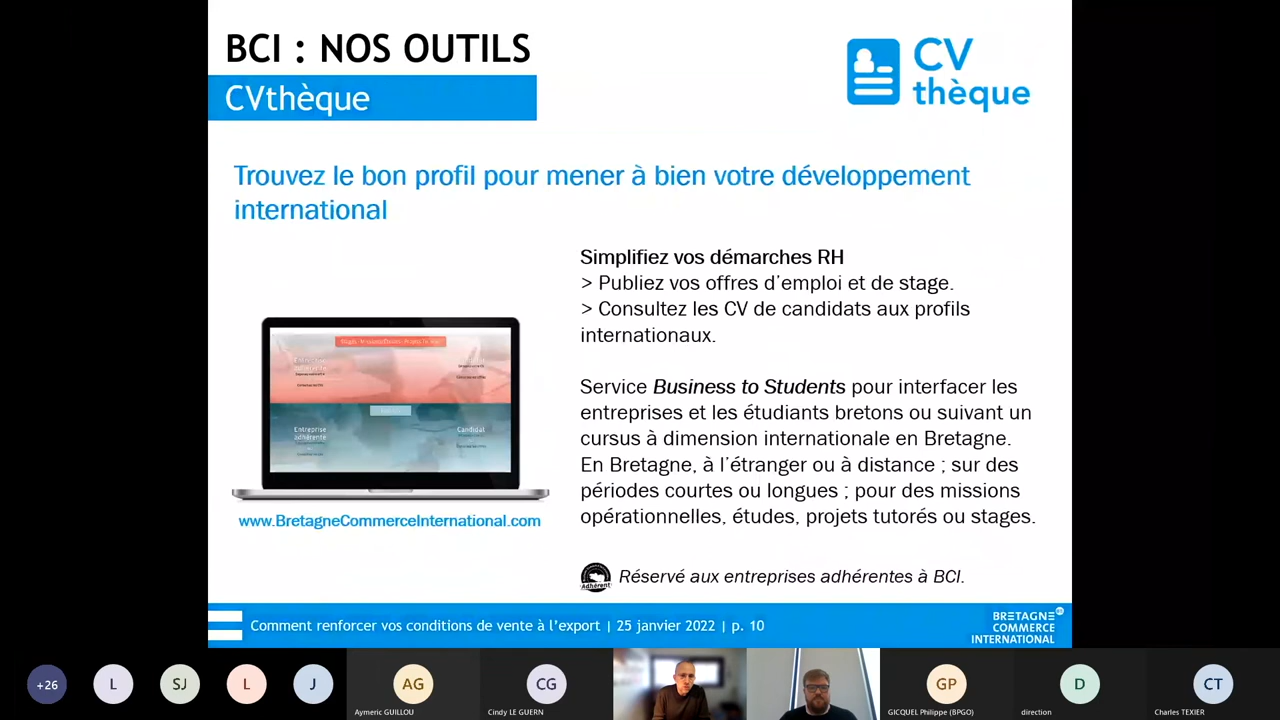 BCI : NOS OUTILS
CVthèque
CV
thèque
Trouvez le bon profil pour mener à bien votre développement
international
Simplifiez vos démarches RH
> Publiez vos offres d’emploi et de stage.
> Consultez les CV de candidats aux profils
internationaux.
Service Business to Students pour interfacer les
entreprises et les étudiants bretons ou suivant un
cursus à dimension internationale en Bretagne.
En Bretagne, à l’étranger ou à distance ; sur des
périodes courtes ou longues ; pour des missions
opérationnelles, études, projets tutorés ou stages.
Entreprise
adhérente
Entreprise
adhérente
Candidat
www.BretagneCommerceInternational.com
Adhérent
Réservé aux entreprises adhérentes à BCI.
Comment renforcer vos conditions de vente à l’export | 25 janvier 2022 | p. 10
BRETAGNE
COMMERCE
INTERNATIONAL
+26
L
SJ
L
J
AG
Aymeric GUILLOU
CG
Cindy LE GUERN
GP
GICQUEL Philippe (BPGO)
D
direction
CT
Charles TEXIER